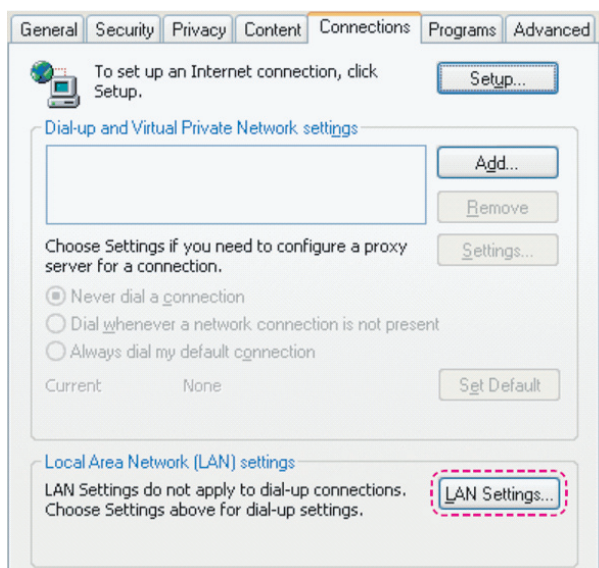 General Security Privacy Content Connections Programs Advanced
To set up an Internet connection, click
Setup.
Setup...
Dial-up and Virtual Private Network settings
Add...
Remove
Choose Settings if you need to configure a proxy
server for a connection.
Settings...
Never dial a connection
Dial whenever a network connection is not present
Always dial my default connection
Current None
Set Default
Local Area Network (LAN) settings
LAN Settings do not apply to dial-up connections.
Choose Settings above for dial-up settings.
LAN Settings...